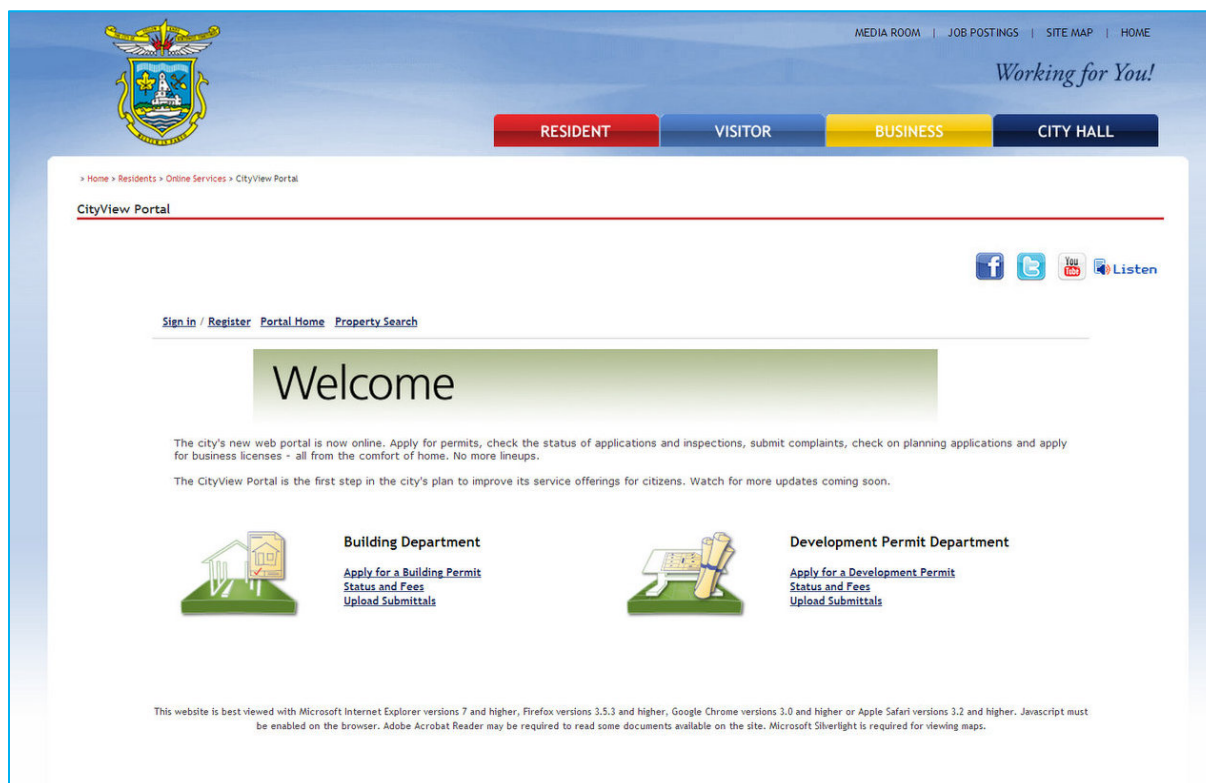 MEDIA ROOM | JOB POSTINGS | SITE MAP | HOME
Working for You!
RESIDENT VISITOR BUSINESS CITY HALL
> Home > Residents > Online Services > CityView Portal
CityView Portal
f You Tube Listen
Sign in / Register Portal Home Property Search
Welcome
The city's new web portal is now online. Apply for permits, check the status of applications and inspections, submit complaints, check on planning applications and apply
for business licenses - all from the comfort of home. No more lineups.
The CityView Portal is the first step in the city's plan to improve its service offerings for citizens. Watch for more updates coming soon.
Building Department
Apply for a Building Permit
Status and Fees
Upload Submittals
Development Permit Department
Apply for a Development Permit
Status and Fees
Upload Submittals
This website is best viewed with Microsoft Internet Explorer versions 7 and higher, Firefox versions 3.5.3 and higher, Google Chrome versions 3.0 and higher or Apple Safari versions 3.2 and higher. Javascript must
be enabled on the browser. Adobe Acrobat Reader may be required to read some documents available on the site. Microsoft Silverlight is required for viewing maps.